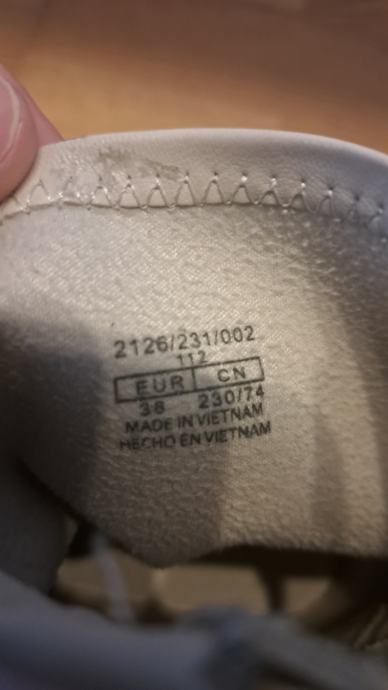 2126/231/002
112
EUR CN
38 230/74
MADE IN VIETNAM
HECHO EN VIETNAM